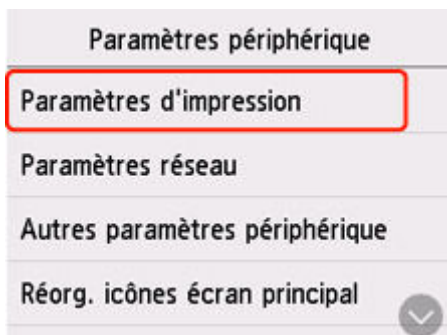 Paramètres périphérique
Paramètres d'impression
Paramètres réseau
Autres paramètres périphérique
Réorg. icônes écran principal